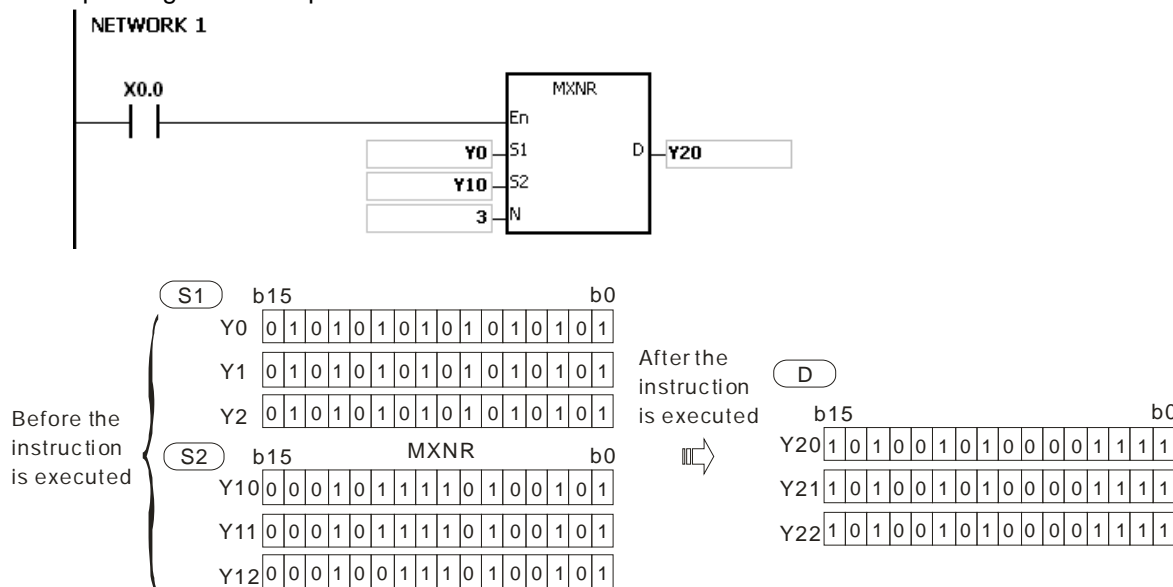 NETWORK 1
X0.0
MXNR
En
Y0 S1 D Y20
Y10 S2
3 N
S1 b15 b0
Y0 0 1 0 1 0 1 0 1 0 1 0 1 0 1 0 1
Y1 0 1 0 1 0 1 0 1 0 1 0 1 0 1 0 1
Y2 0 1 0 1 0 1 0 1 0 1 0 1 0 1 0 1
Before the
instruction
is executed
S2 b15 MXNR b0
Y10 0 0 0 1 0 1 1 1 1 0 1 0 0 1 0 1
Y11 0 0 0 1 0 1 1 1 1 0 1 0 0 1 0 1
Y12 0 0 0 1 0 0 1 1 1 0 1 0 0 1 0 1
After the
instruction
is executed
D
b15 b0
Y20 1 0 1 0 0 1 0 1 0 0 0 0 1 1 1 1
Y21 1 0 1 0 0 1 0 1 0 0 0 0 1 1 1 1
Y22 1 0 1 0 0 1 0 1 0 0 0 0 1 1 1 1